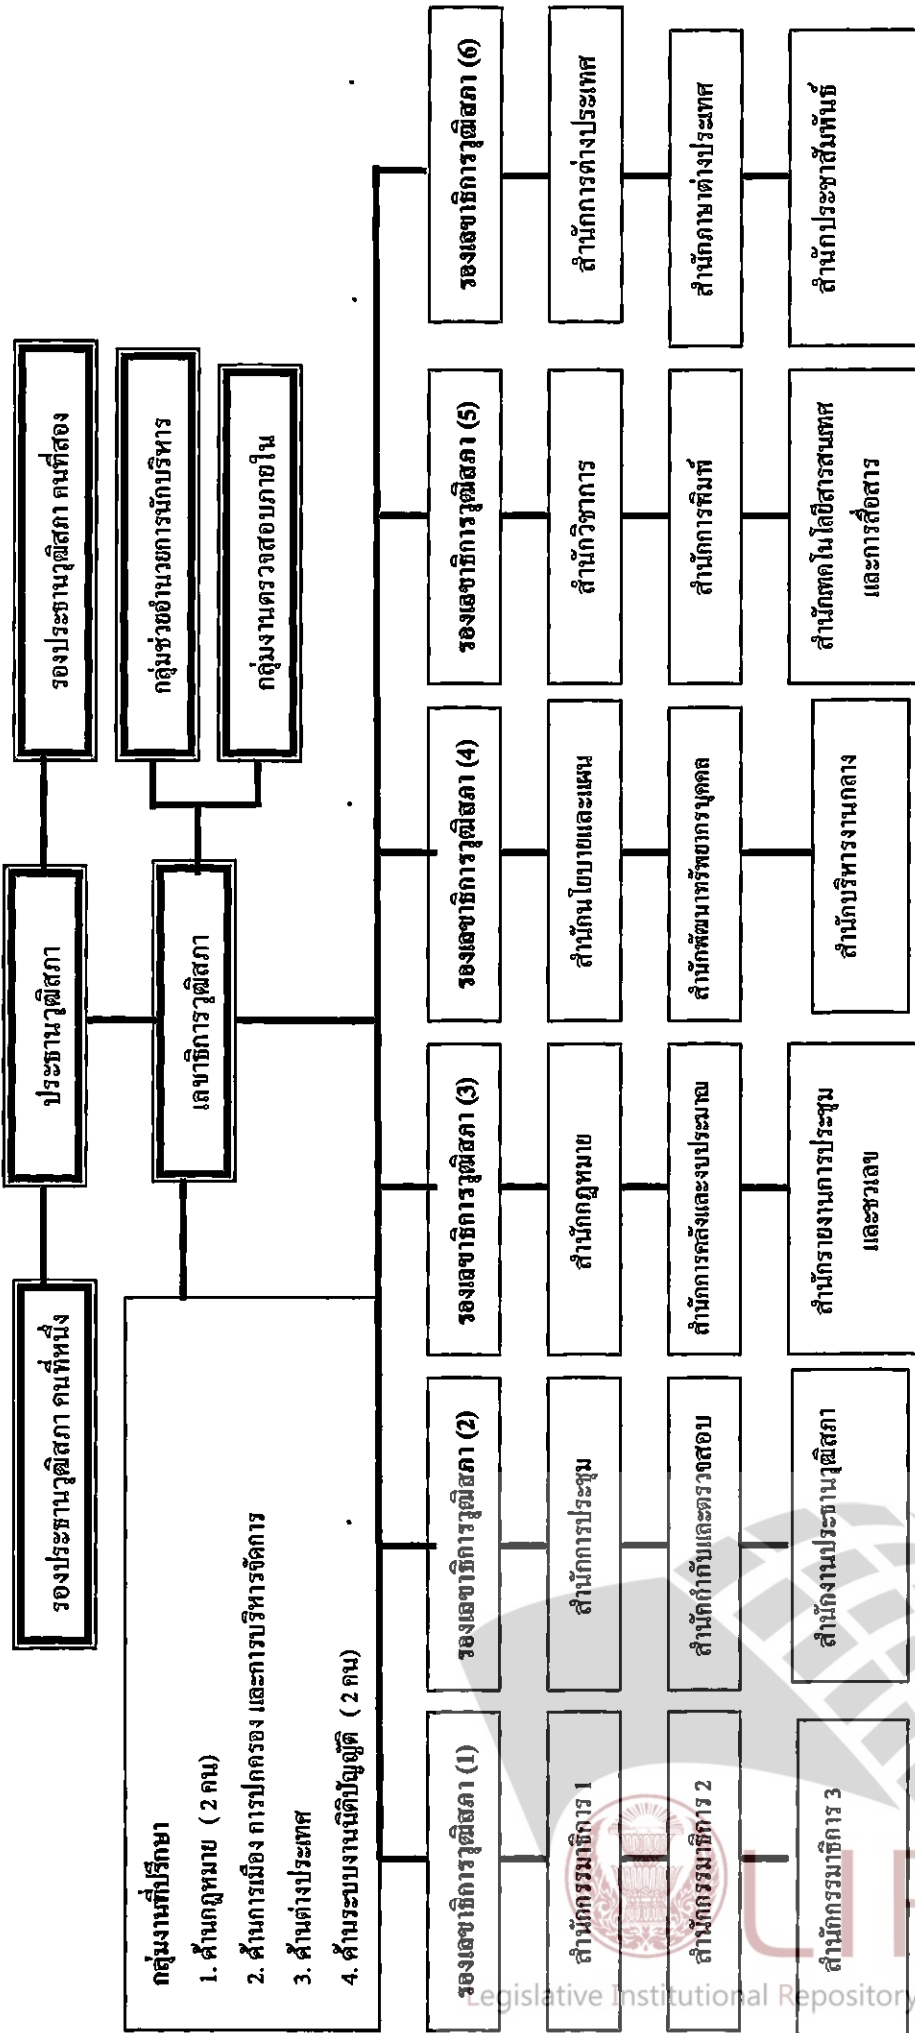 รองประธานวุฒิสภา คนที่หนึ่ง
ประธานวุฒิสภา
รองประธานวุฒิสภา คนที่สอง
เลขาธิการวุฒิสภา
กลุ่มช่วยอำนวยการนักบริหาร
กลุ่มงานตรวจสอบภายใน
กลุ่มงานที่ปรึกษา
1. ด้านกฎหมาย ( 2 คน)
2. ด้านการเมือง การปกครอง และการบริหารจัดการ
3. ด้านต่างประเทศ
4. ด้านระบบงานนิติบัญญัติ ( 2 คน)
รองเลขาธิการวุฒิสภา (1)
สำนักกรรมาธิการ 1
สำนักกรรมาธิการ 2
สำนักกรรมาธิการ 3
รองเลขาธิการวุฒิสภา (2)
สำนักการประชุม
สำนักกำกับและตรวจสอบ
สำนักงานประธานวุฒิสภา
รองเลขาธิการวุฒิสภา (3)
สำนักกฎหมาย
สำนักการคลังและงบประมาณ
สำนักรายงานการประชุม
และชวเลข
รองเลขาธิการวุฒิสภา (4)
สำนักนโยบายและแผน
สำนักพัฒนาทรัพยากรบุคคล
สำนักบริหารงานกลาง
รองเลขาธิการวุฒิสภา (5)
สำนักวิชาการ
สำนักการพิมพ์
สำนักเทคโนโลยีสารสนเทศ
และการสื่อสาร
รองเลขาธิการวุฒิสภา (6)
สำนักการต่างประเทศ
สำนักภาษาต่างประเทศ
สำนักประชาสัมพันธ์
Legislative Institutional Repository